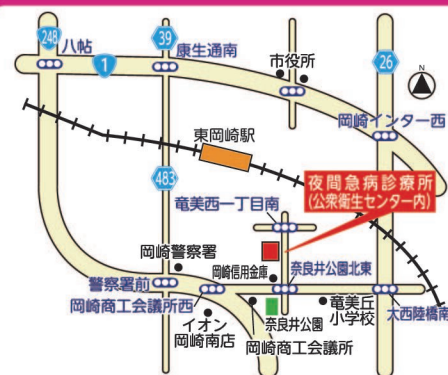 248
八帖
1
39
康生通南
市役所
26
N
岡崎インター西
東岡崎駅
夜間急病診療所
(公衆衛生センター内)
483
竜美西一丁目南
岡崎警察署
岡崎信用金庫
奈良井公園北東
警察署前
岡崎商工会議所西
イオン
岡崎南店
奈良井公園
岡崎商工会議所
竜美丘
小学校
大西陸橋南